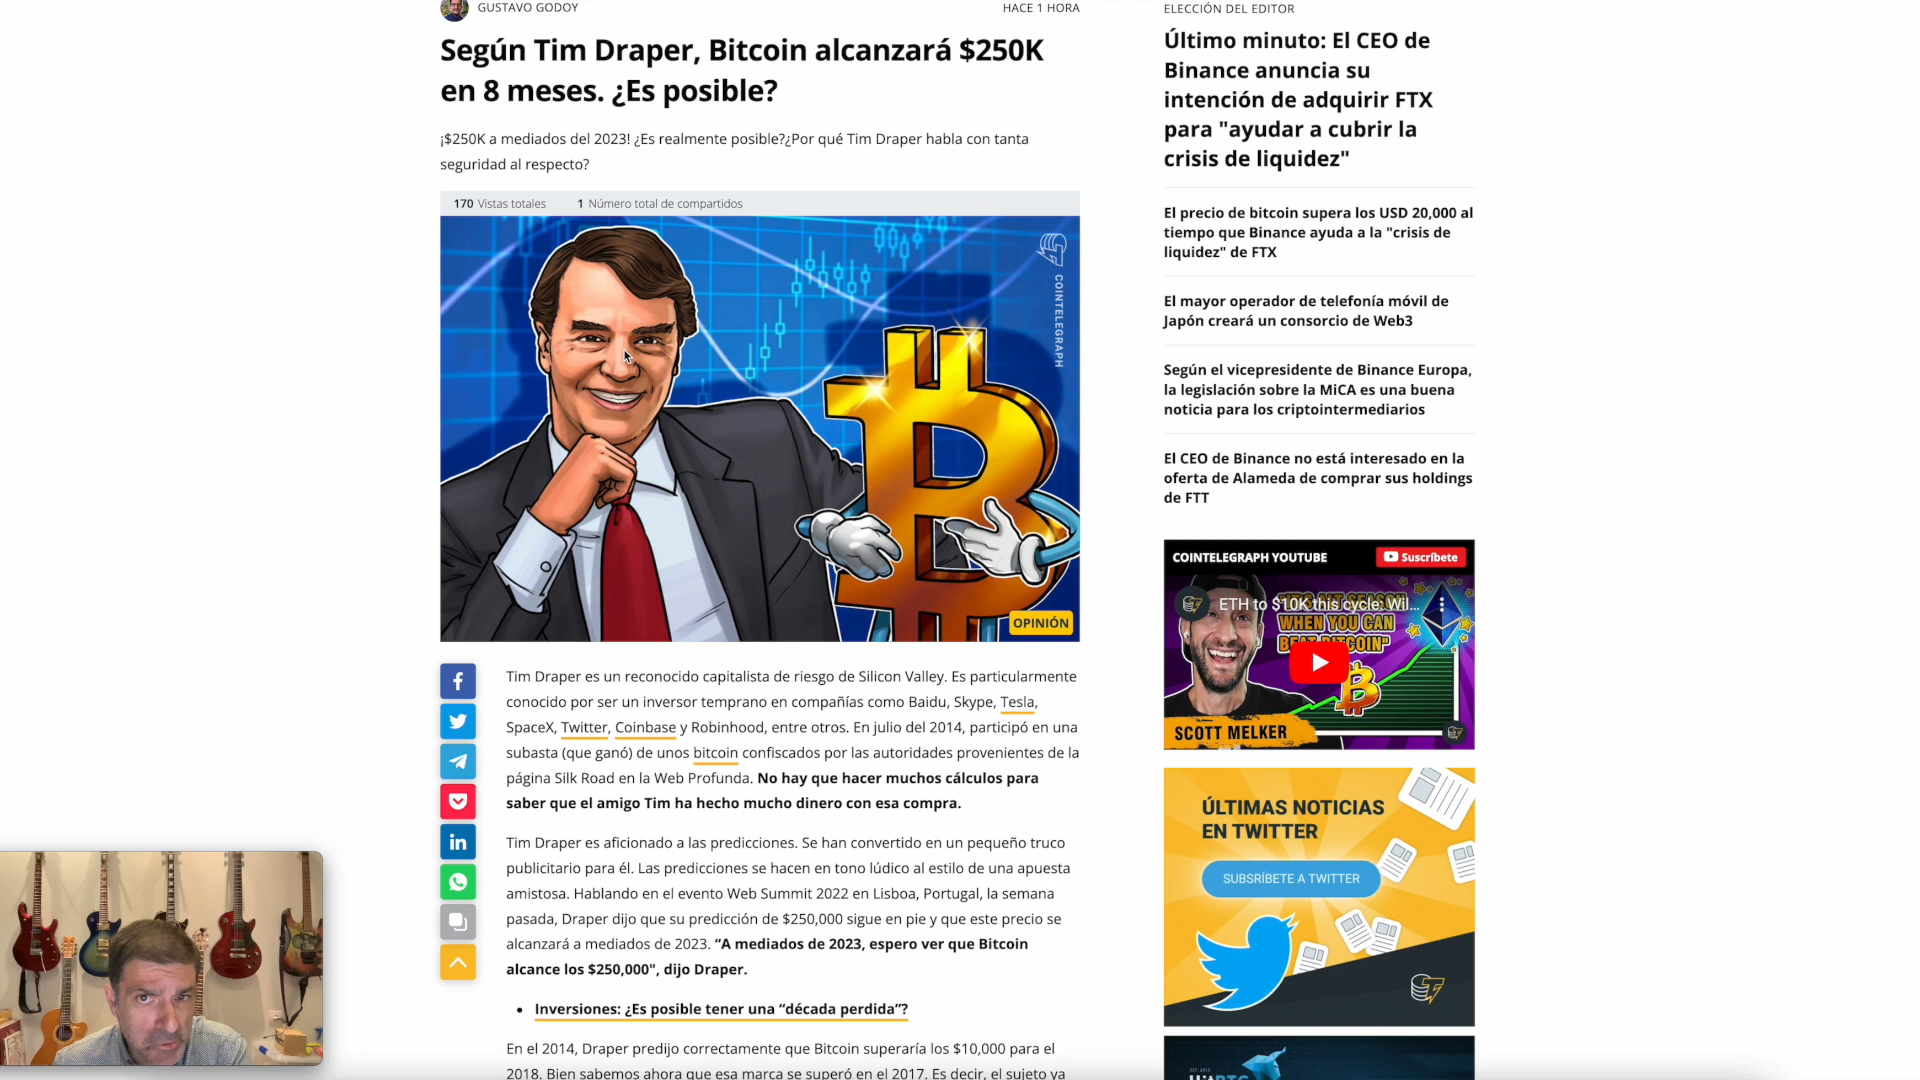 GUSTAVO GODOY
HACE 1 HORA
Según Tim Draper, Bitcoin alcanzará $250K
en 8 meses. ¿Es posible?
¡$250K a mediados del 2023! ¿Es realmente posible?¿Por qué Tim Draper habla con tanta
seguridad al respecto?
170 Vistas totales
1 Número total de compartidos
COINTELEGRAPH
OPINIÓN
Tim Draper es un reconocido capitalista de riesgo de Silicon Valley. Es particularmente
conocido por ser un inversor temprano en compañías como Baidu, Skype, Tesla,
SpaceX, Twitter, Coinbase y Robinhood, entre otros. En julio del 2014, participó en una
subasta (que ganó) de unos bitcoin confiscados por las autoridades provenientes de la
página Silk Road en la Web Profunda. No hay que hacer muchos cálculos para
saber que el amigo Tim ha hecho mucho dinero con esa compra.
Tim Draper es aficionado a las predicciones. Se han convertido en un pequeño truco
publicitario para él. Las predicciones se hacen en tono lúdico al estilo de una apuesta
amistosa. Hablando en el evento Web Summit 2022 en Lisboa, Portugal, la semana
pasada, Draper dijo que su predicción de $250,000 sigue en pie y que este precio se
alcanzará a mediados de 2023. “A mediados de 2023, espero ver que Bitcoin
alcance los $250,000", dijo Draper.
• Inversiones: ¿Es posible tener una “década perdida”?
En el 2014, Draper predijo correctamente que Bitcoin superaría los $10,000 para el
2018. Bien sabemos ahora que esa marca se superó en el 2017. Es decir, el sujeto ya
ELECCIÓN DEL EDITOR
Último minuto: El CEO de
Binance anuncia su
intención de adquirir FTX
para "ayudar a cubrir la
crisis de liquidez"
El precio de bitcoin supera los USD 20,000 al
tiempo que Binance ayuda a la "crisis de
liquidez" de FTX
El mayor operador de telefonía móvil de
Japón creará un consorcio de Web3
Según el vicepresidente de Binance Europa,
la legislación sobre la MiCA es una buena
noticia para los criptointermediarios
El CEO de Binance no está interesado en la
oferta de Alameda de comprar sus holdings
de FTT
COINTELEGRAPH YOUTUBE
Suscríbete
ETH to $10K this cycle: Wil...
WHEN YOU CAN
BEAT BITCOIN"
SCOTT MELKER
ÚLTIMAS NOTICIAS
EN TWITTER
SUBSRÍBETE A TWITTER